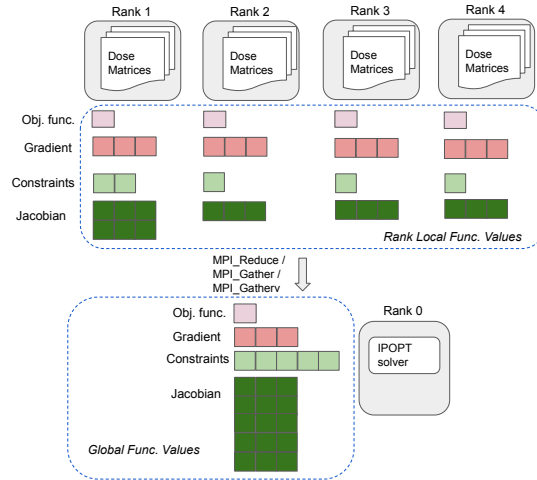 Rank 1
Rank 2
Rank 3
Rank 4
Dose
Matrices
Dose
Matrices
Dose
Matrices
Dose
Matrices
Obj. func.
Gradient
Constraints
Jacobian
Rank Local Func. Values
MPI_Reduce /
MPI_Gather /
MPI_Gatherv
Obj. func.
Gradient
Constraints
Jacobian
Global Func. Values
Rank 0
IPOPT
solver